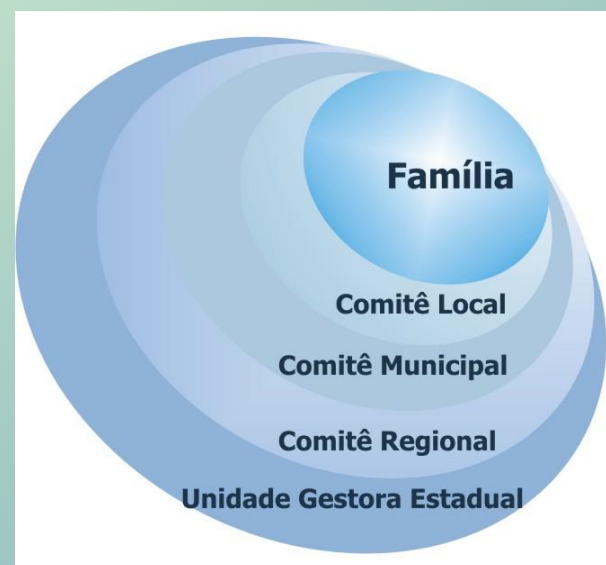 Família
Comitê Local
Comitê Municipal
Comitê Regional
Unidade Gestora Estadual